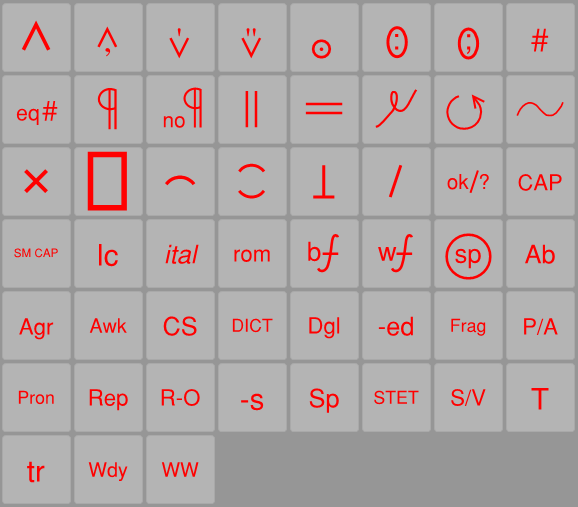 ^ ^, v' v" ⊙ : ; #
eq# ¶ no¶ || =
× ⊥ / ok/? CAP
SM CAP lc ital rom bf wf sp Ab
Agr Awk CS DICT Dgl -ed Frag P/A
Pron Rep R-O -s Sp STET S/V T
tr Wdy WW